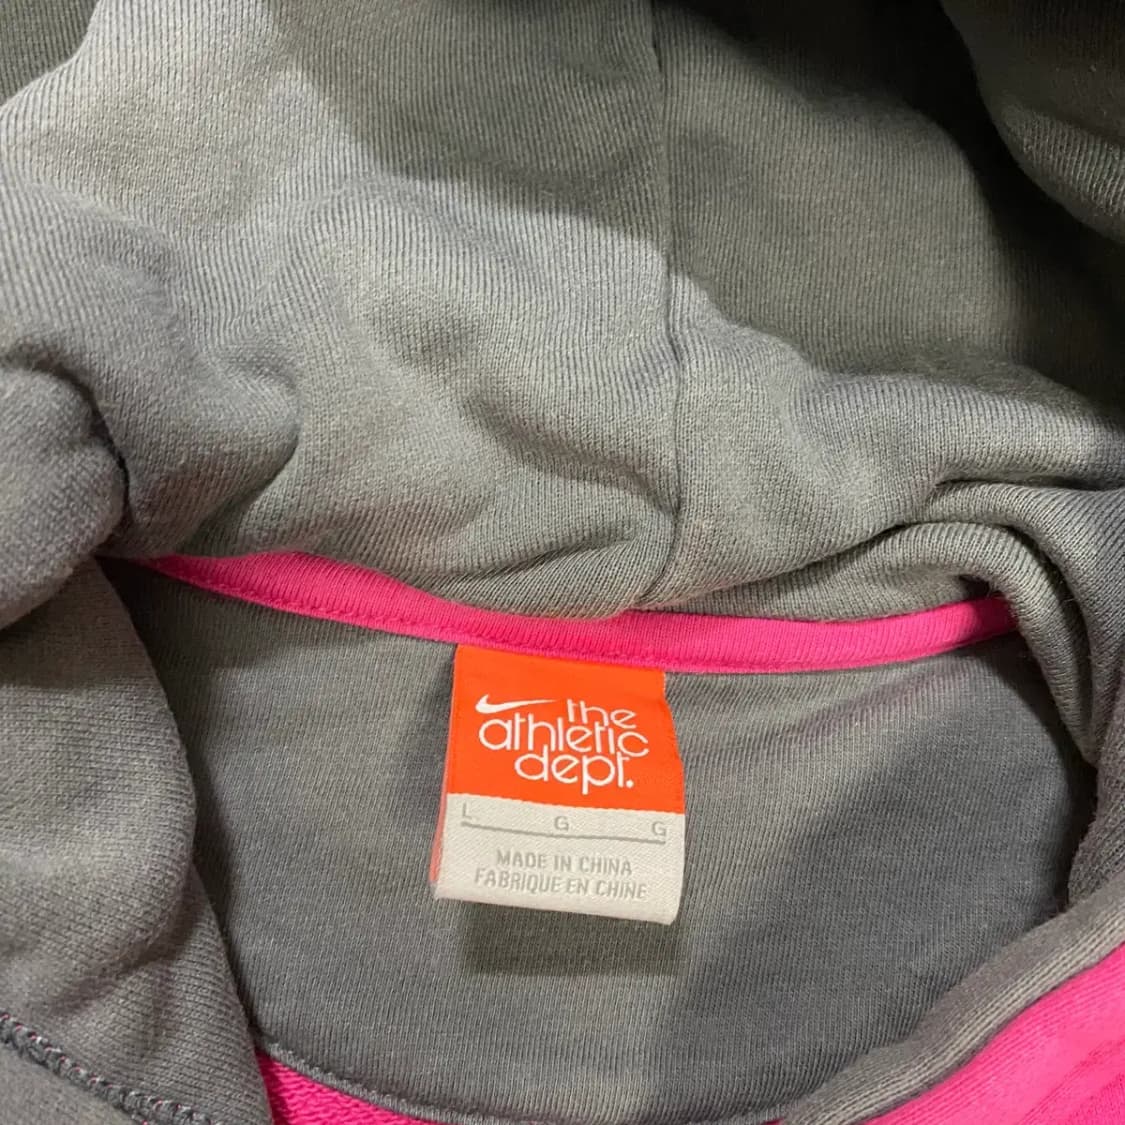 the
athletic
dept.
L G G
MADE IN CHINA
FABRIQUE EN CHINE